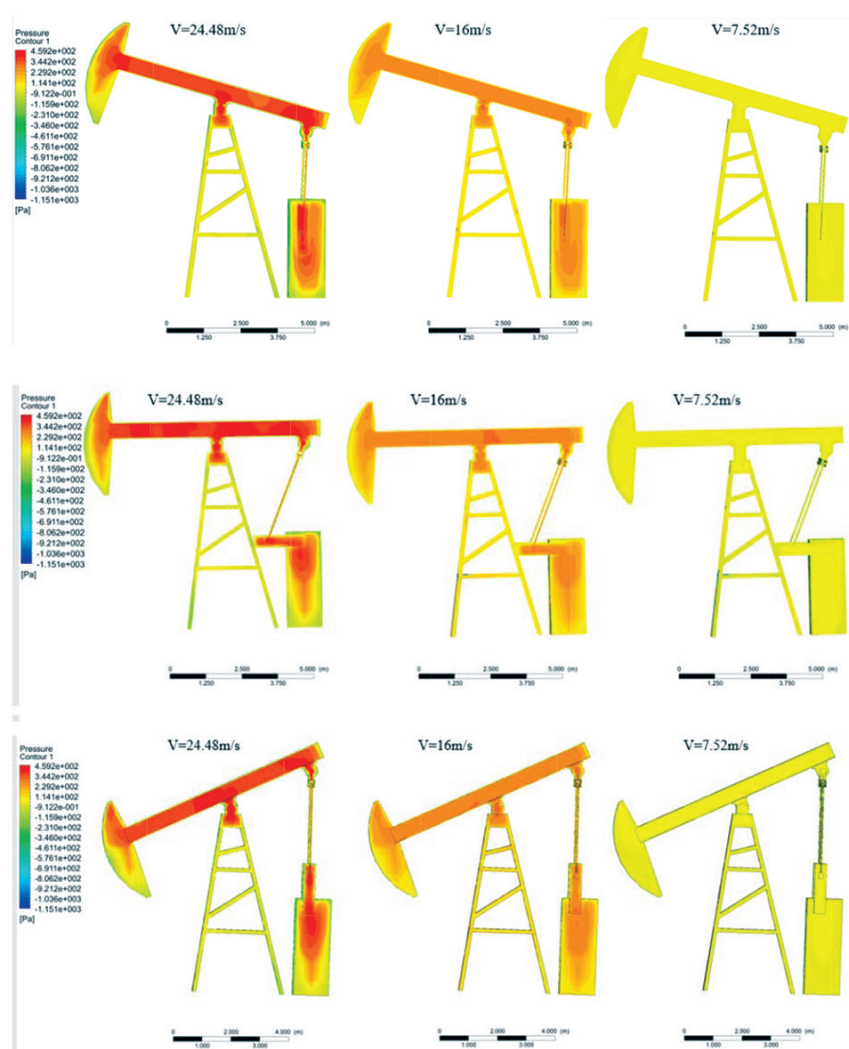 V=24.48m/s
V=16m/s
V=7.52m/s
Pressure
Contour 1
4.592e+002
3.442e+002
2.292e+002
1.141e+002
-9.122e-001
-1.159e+002
-2.310e+002
-3.460e+002
-4.611e+002
-5.761e+002
-6.911e+002
-8.062e+002
-9.212e+002
-1.036e+003
-1.151e+003
[Pa]
0 2.500 5.000 (m)
1.250 3.750
0 2.500 5.000 (m)
1.250 3.750
0 2.500 5.000 (m)
1.250 3.750
V=24.48m/s
V=16m/s
V=7.52m/s
Pressure
Contour 1
4.592e+002
3.442e+002
2.292e+002
1.141e+002
-9.122e-001
-1.159e+002
-2.310e+002
-3.460e+002
-4.611e+002
-5.761e+002
-6.911e+002
-8.062e+002
-9.212e+002
-1.036e+003
-1.151e+003
[Pa]
0 2.500 5.000 (m)
1.250 3.750
0 2.500 5.000 (m)
1.250 3.750
0 2.500 5.000 (m)
1.250 3.750
V=24.48m/s
V=16m/s
V=7.52m/s
Pressure
Contour 1
4.592e+002
3.442e+002
2.292e+002
1.141e+002
-9.122e-001
-1.159e+002
-2.310e+002
-3.460e+002
-4.611e+002
-5.761e+002
-6.911e+002
-8.062e+002
-9.212e+002
-1.036e+003
-1.151e+003
[Pa]
0 2.000 4.000 (m)
1.000 3.000
0 2.000 4.000 (m)
1.000 3.000
0 2.000 4.000 (m)
1.000 3.000